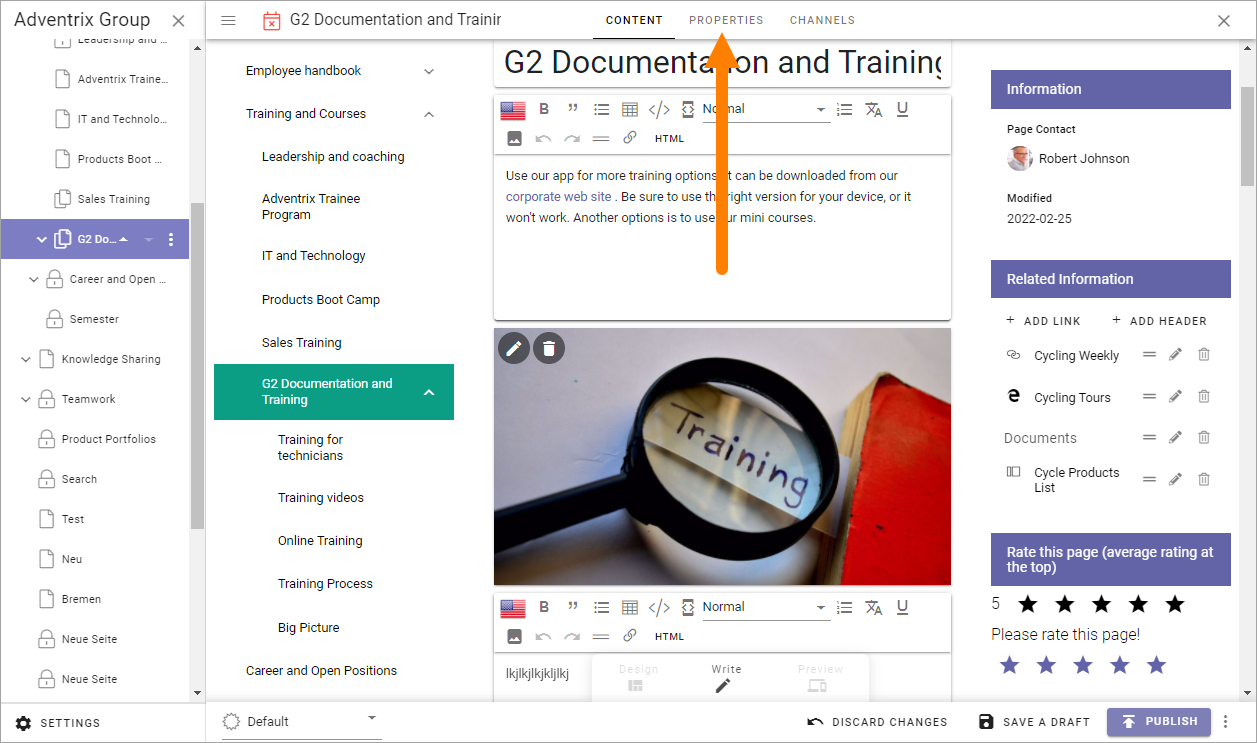 Adventrix Group
G2 Documentation and Trainin
CONTENT
PROPERTIES
CHANNELS
Leadership and ...
Adventrix Traine...
IT and Technolo...
Products Boot ...
Sales Training
G2 Do...
Career and Open ...
Semester
Knowledge Sharing
Teamwork
Product Portfolios
Search
Test
Neu
Bremen
Neue Seite
Neue Seite
SETTINGS
Employee handbook
Training and Courses
Leadership and coaching
Adventrix Trainee
Program
IT and Technology
Products Boot Camp
Sales Training
G2 Documentation and
Training
Training for
technicians
Training videos
Online Training
Training Process
Big Picture
Career and Open Positions
G2 Documentation and Training
B
Normal
U
HTML
Use our app for more training options. It can be downloaded from our
corporate web site . Be sure to use the right version for your device, or it
won't work. Another options is to use our mini courses.
Training
B
Normal
U
HTML
lkjlkjlkjkljlkj
Design
Write
Preview
Information
Page Contact
Robert Johnson
Modified
2022-02-25
Related Information
+ ADD LINK
+ ADD HEADER
Cycling Weekly
Cycling Tours
Documents
Cycle Products
List
Rate this page (average rating at
the top)
5
Please rate this page!
Default
DISCARD CHANGES
SAVE A DRAFT
PUBLISH